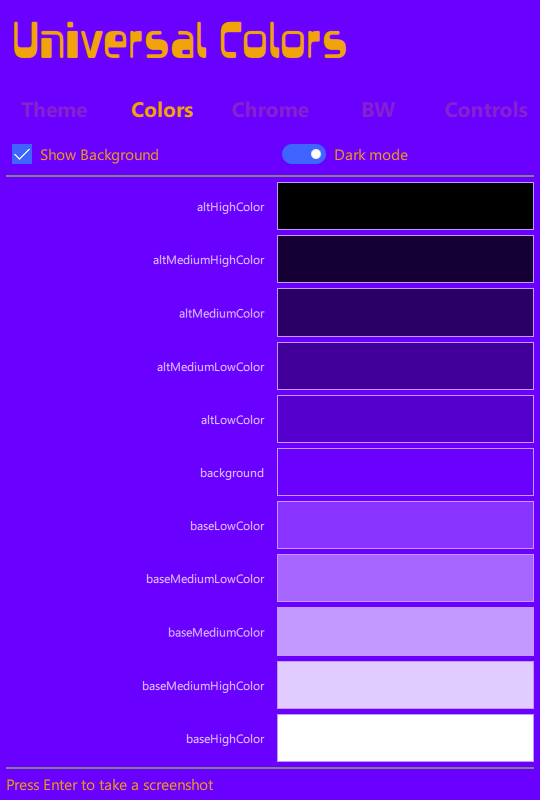 Universal Colors
Theme Colors Chrome BW Controls
Show Background Dark mode
altHighColor
altMediumHighColor
altMediumColor
altMediumLowColor
altLowColor
background
baseLowColor
baseMediumLowColor
baseMediumColor
baseMediumHighColor
baseHighColor
Press Enter to take a screenshot